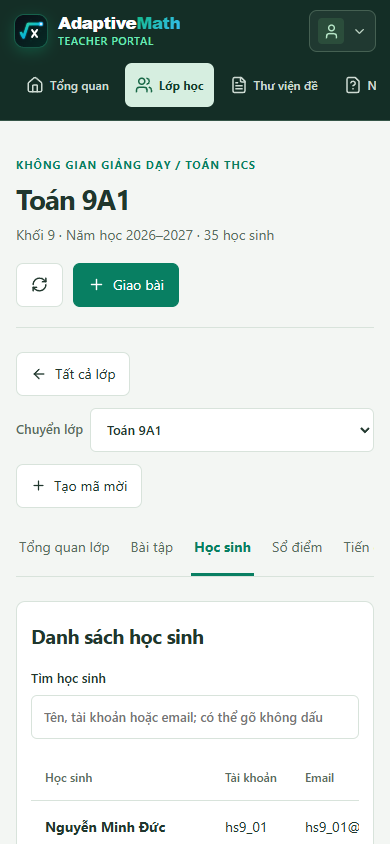 AdaptiveMath
TEACHER PORTAL
Tổng quan
Lớp học
Thư viện đề
N
KHÔNG GIAN GIẢNG DẠY / TOÁN THCS
Toán 9A1
Khối 9 · Năm học 2026–2027 · 35 học sinh
Giao bài
Tất cả lớp
Chuyển lớp
Toán 9A1
Tạo mã mời
Tổng quan lớp
Bài tập
Học sinh
Sổ điểm
Tiến
Danh sách học sinh
Tìm học sinh
Tên, tài khoản hoặc email; có thể gõ không dấu
Học sinh
Tài khoản
Email
Nguyễn Minh Đức
hs9_01
hs9_01@